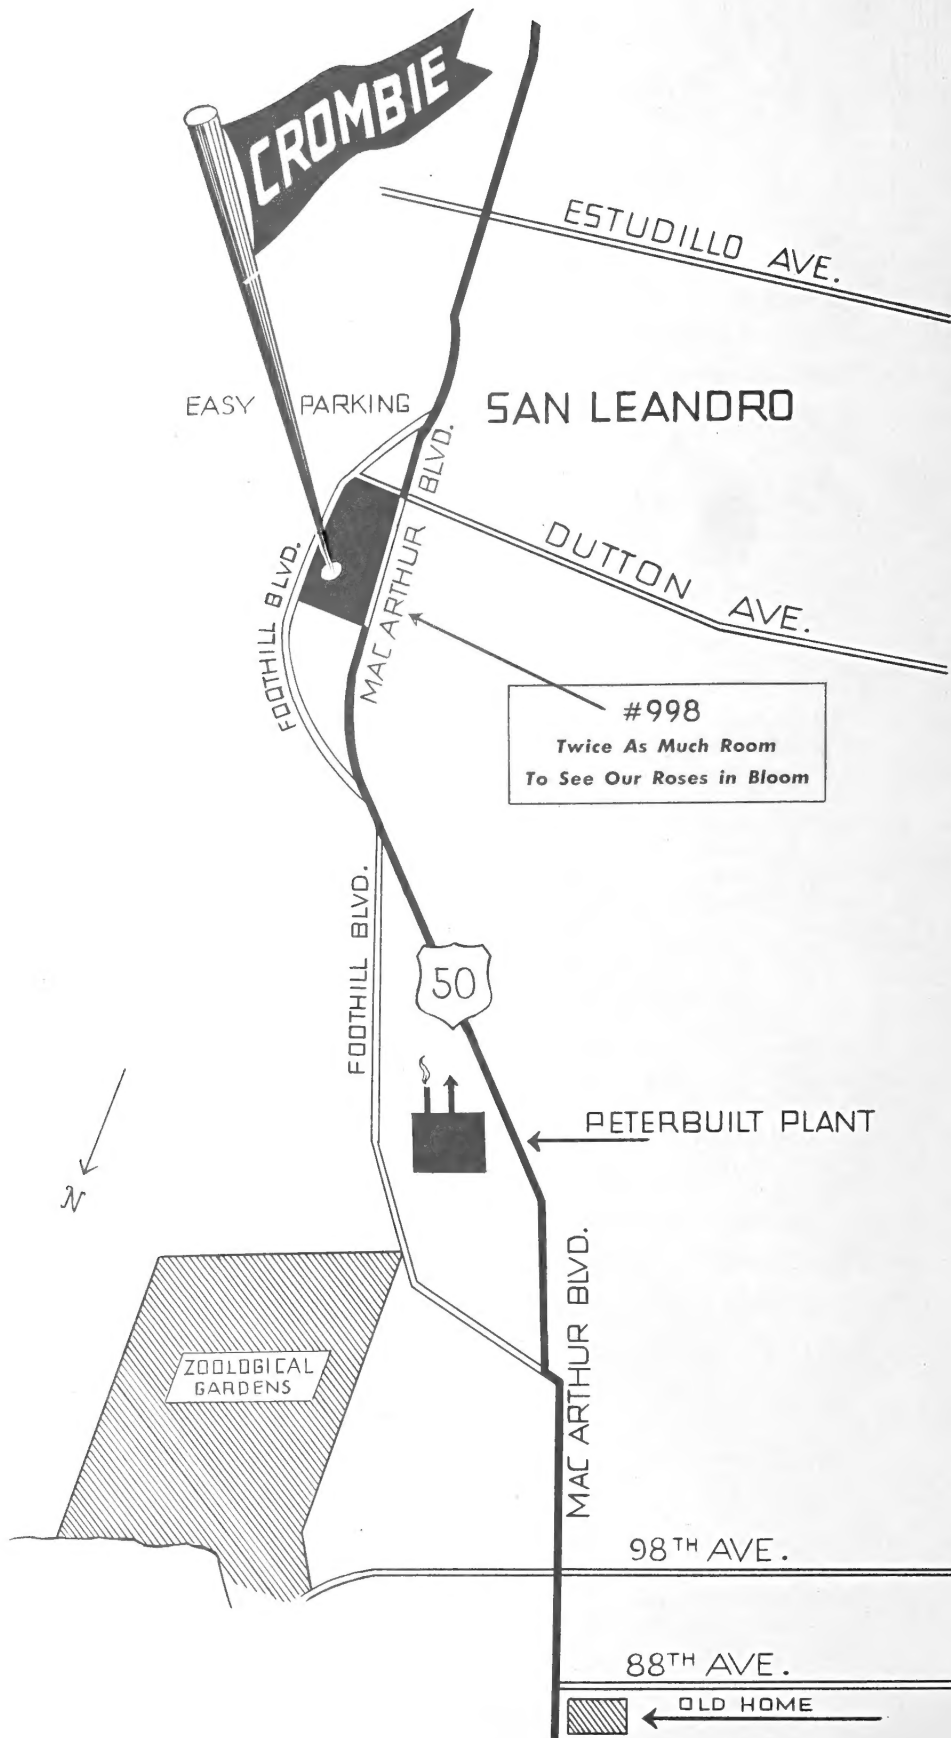 CROMBIE
ESTUDILLO AVE.
EASY PARKING
SAN LEANDRO
MAC ARTHUR BLVD.
FOOTHILL BLVD.
DUTTON AVE.
#998
Twice As Much Room
To See Our Roses in Bloom
FOOTHILL BLVD.
50
PETERBUILT PLANT
N
MAC ARTHUR BLVD.
ZOOLOGICAL
GARDENS
98TH AVE.
88TH AVE.
OLD HOME